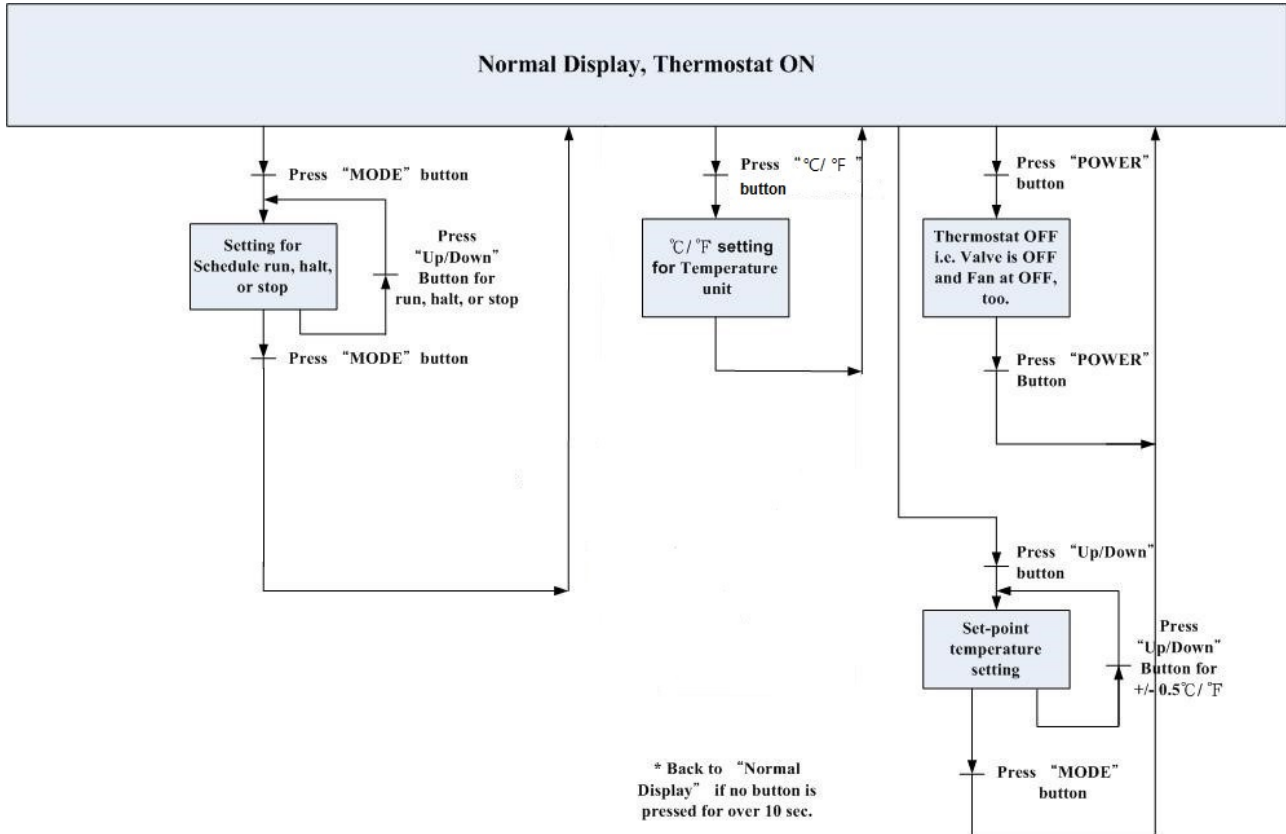 Normal Display, Thermostat ON
Press “MODE” button
Setting for
Schedule run, halt,
or stop
Press
“Up/Down”
Button for
run, halt, or stop
Press “MODE” button
Press “℃/ ℉ ”
button
℃/ ℉ setting
for Temperature
unit
Press “POWER”
button
Thermostat OFF
i.e. Valve is OFF
and Fan at OFF,
too.
Press “POWER”
Button
Press “Up/Down”
button
Set-point
temperature
setting
Press
“Up/Down”
Button for
+/- 0.5℃/ ℉
Press “MODE”
button
* Back to “Normal
Display” if no button is
pressed for over 10 sec.